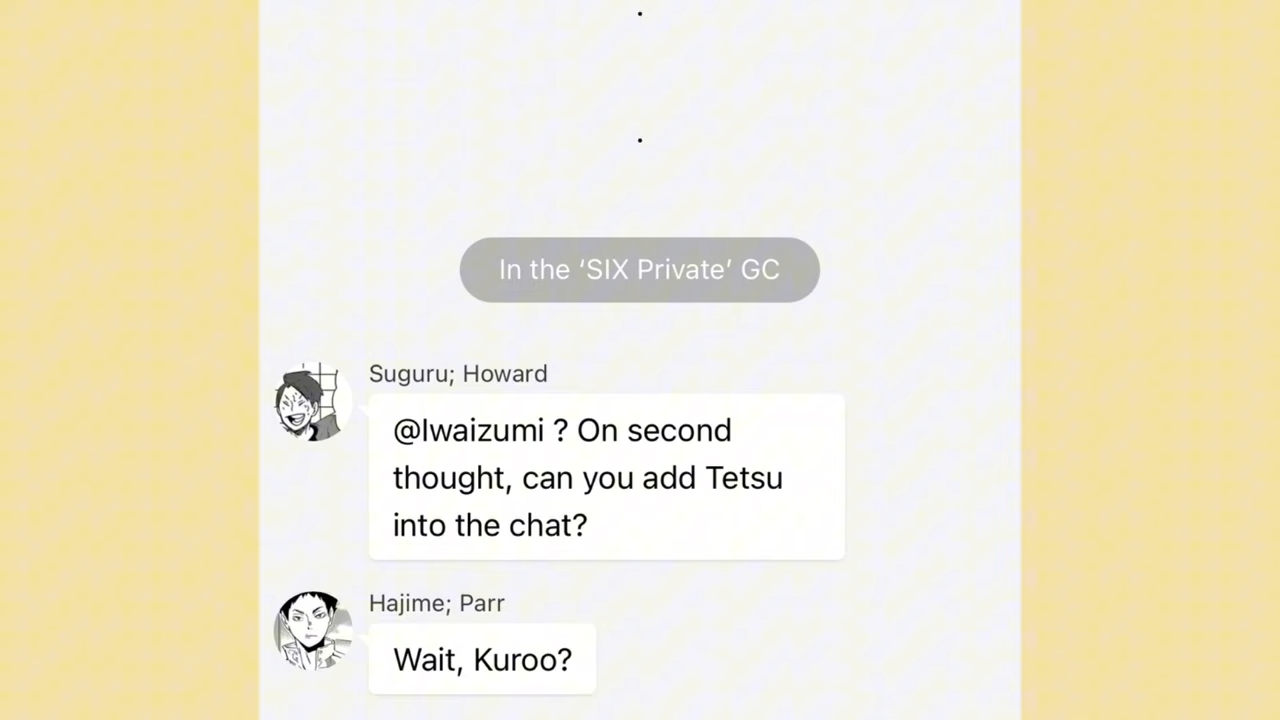 In the ‘SIX Private’ GC
Suguru; Howard
@Iwaizumi ? On second
thought, can you add Tetsu
into the chat?
Hajime; Parr
Wait, Kuroo?